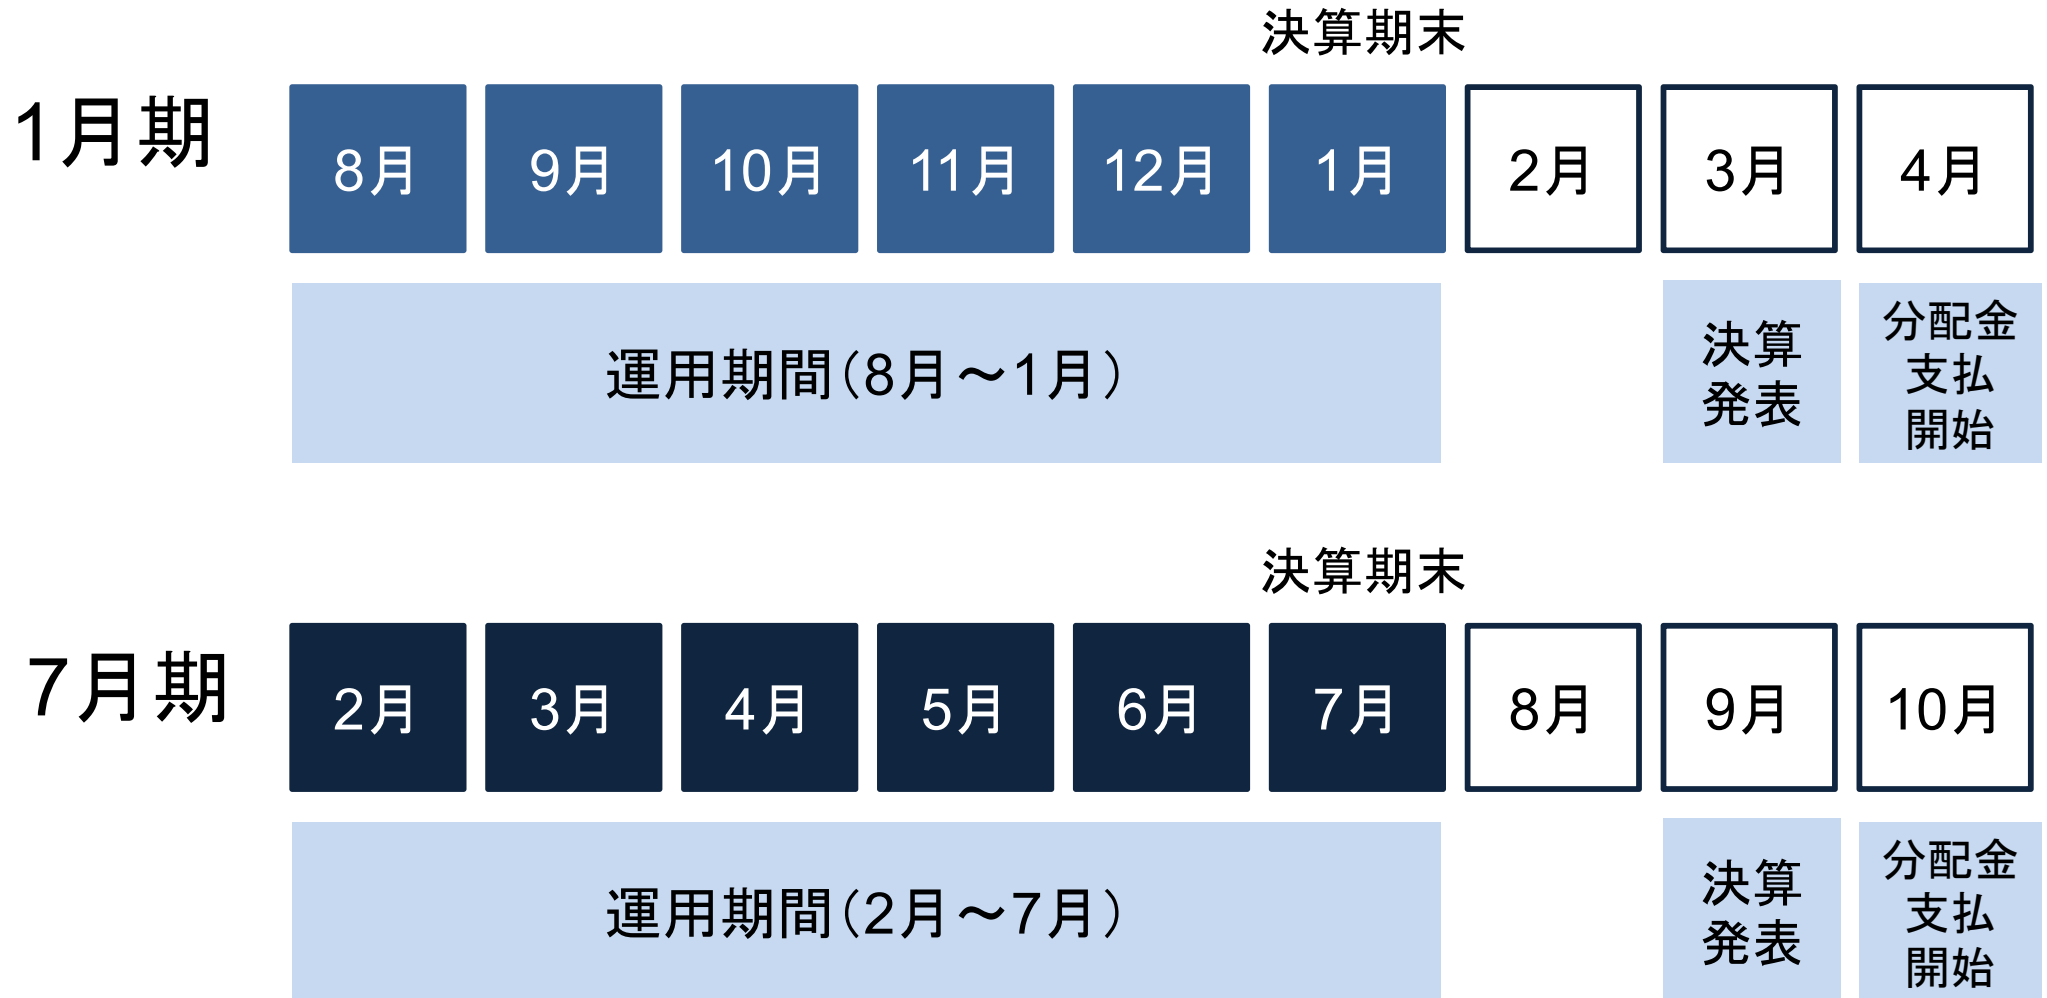 決算期末
1月期
8月
9月
10月
11月
12月
1月
2月
3月
4月
運用期間（8月～1月）
決算
発表
分配金
支払
開始
決算期末
7月期
2月
3月
4月
5月
6月
7月
8月
9月
10月
運用期間（2月～7月）
決算
発表
分配金
支払
開始